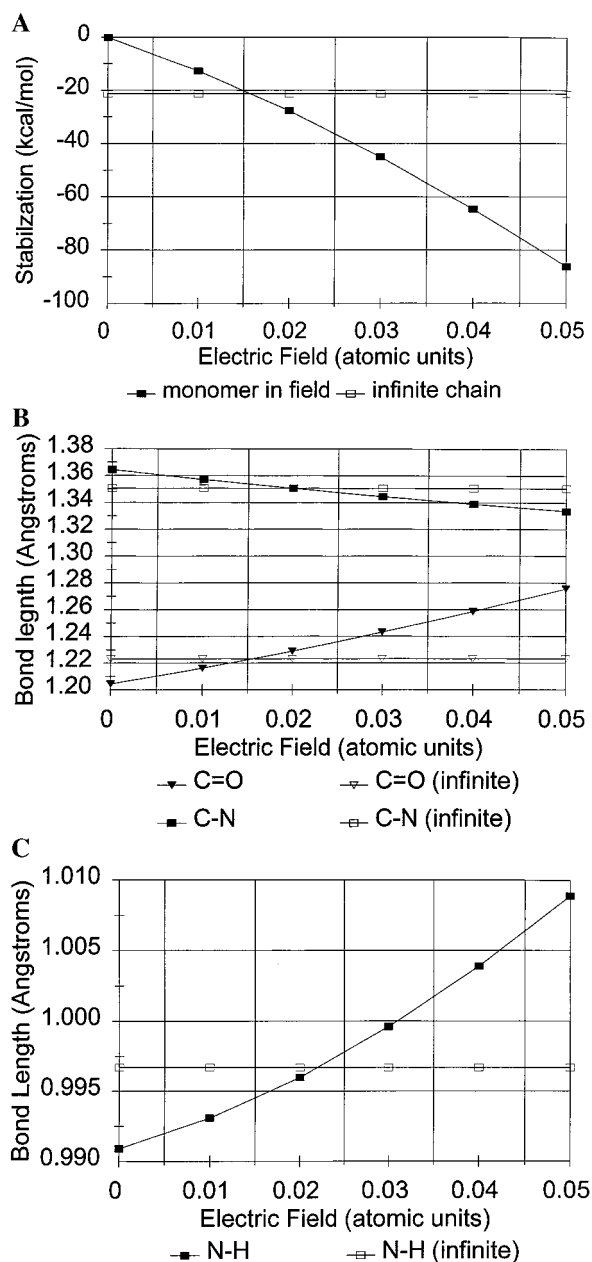 A
0
-20
-40
-60
-80
-100
Stabilzation (kcal/mol)
0 0.01 0.02 0.03 0.04 0.05
Electric Field (atomic units)
monomer in field infinite chain
B
1.38
1.36
1.34
1.32
1.30
1.28
1.26
1.24
1.22
1.20
Bond legnth (Angstroms)
0 0.01 0.02 0.03 0.04 0.05
Electric Field (atomic units)
C=O C=O (infinite)
C-N C-N (infinite)
C
1.010
1.005
1.000
0.995
0.990
Bond Length (Angstroms)
0 0.01 0.02 0.03 0.04 0.05
Electric Field (atomic units)
N-H N-H (infinite)